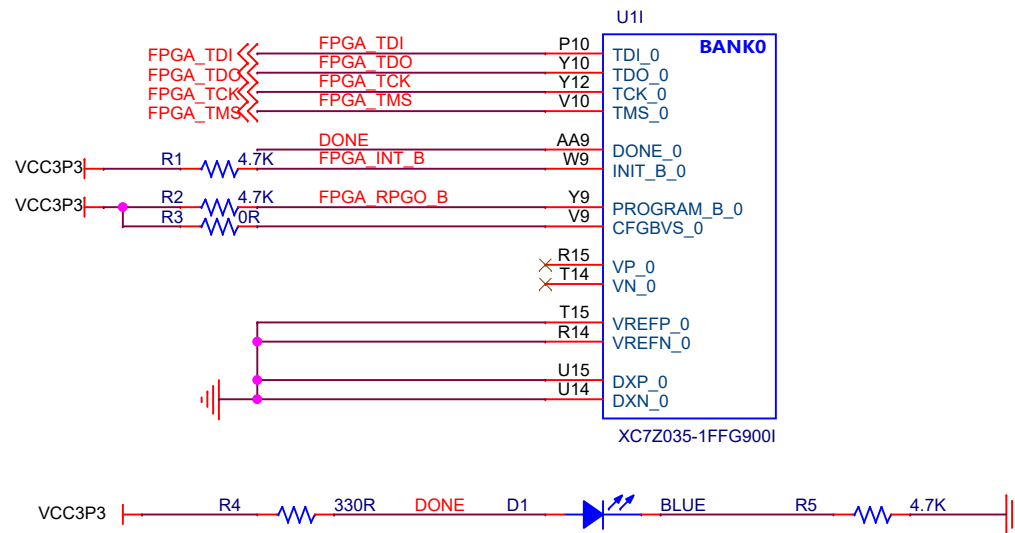 U1I
BANK0
FPGA_TDI FPGA_TDI P10 TDI_0
FPGA_TDO FPGA_TDO Y10 TDO_0
FPGA_TCK FPGA_TCK Y12 TCK_0
FPGA_TMS FPGA_TMS V10 TMS_0
DONE AA9 DONE_0
VCC3P3 R1 4.7K FPGA_INT_B W9 INIT_B_0
VCC3P3 R2 4.7K FPGA_RPGO_B Y9 PROGRAM_B_0
R3 0R V9 CFGBVS_0
R15 VP_0
T14 VN_0
T15 VREFP_0
R14 VREFN_0
U15 DXP_0
U14 DXN_0
XC7Z035-1FFG900I
VCC3P3 R4 330R DONE D1 BLUE R5 4.7K